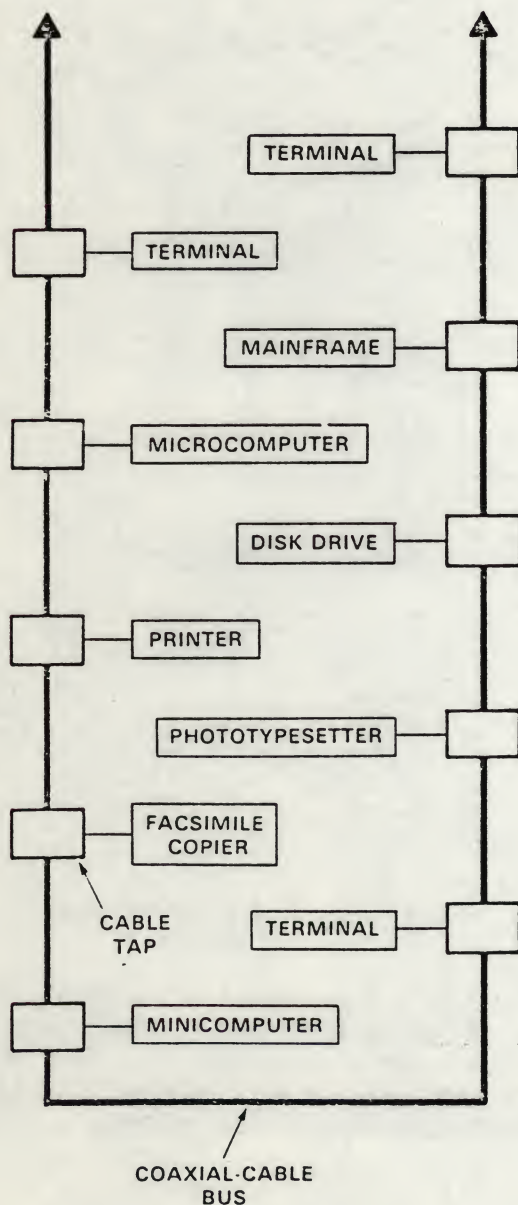 TERMINAL
TERMINAL
MAINFRAME
MICROCOMPUTER
DISK DRIVE
PRINTER
PHOTOTYPESETTER
FACSIMILE
COPIER
CABLE
TAP
TERMINAL
MINICOMPUTER
COAXIAL-CABLE
BUS